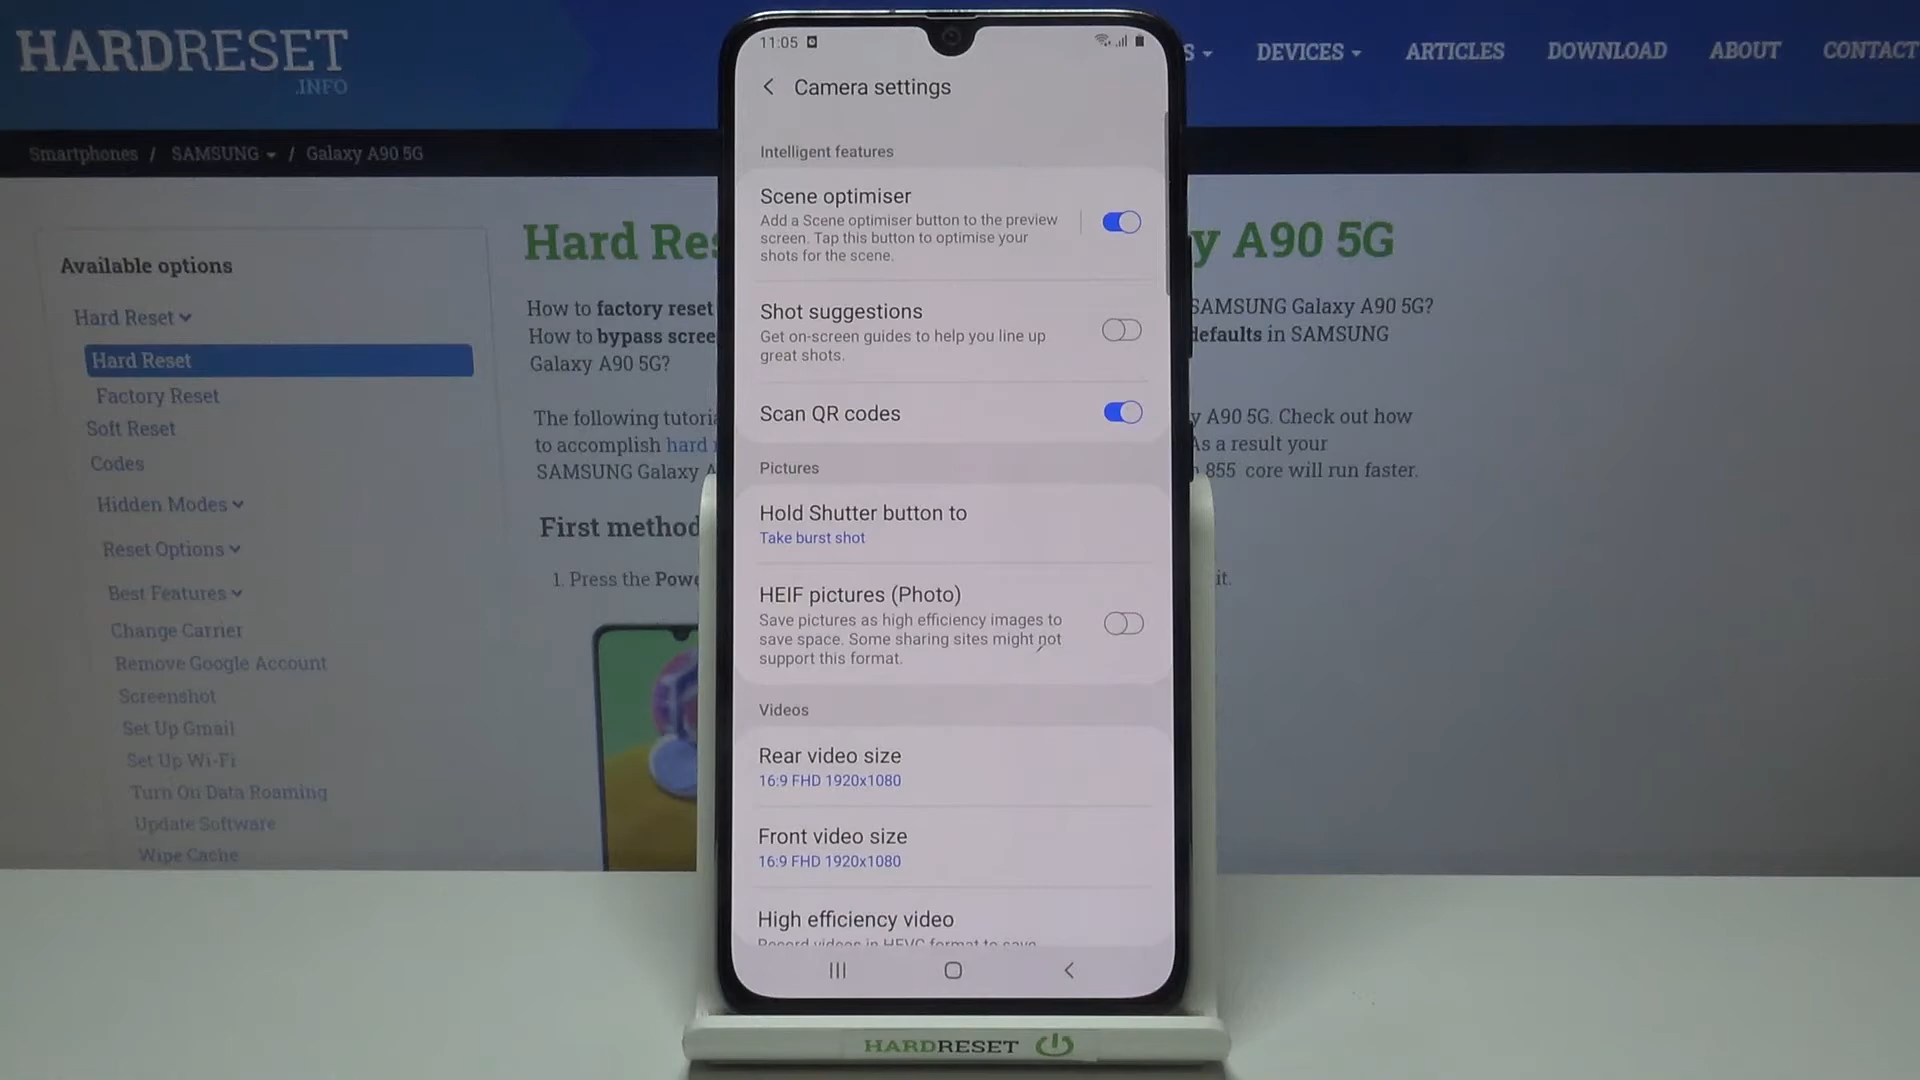 HARDRESET
.INFO
S
DEVICES
ARTICLES
DOWNLOAD
ABOUT
CONTACT
Smartphones / SAMSUNG / Galaxy A90 5G
Available options
Hard Reset
Hard Reset
Factory Reset
Soft Reset
Codes
Hidden Modes
Reset Options
Best Features
Change Carrier
Remove Google Account
Screenshot
Set Up Gmail
Set Up Wi-Fi
Turn On Data Roaming
Update Software
Wipe Cache
Hard Res
y A90 5G
How to factory reset
SAMSUNG Galaxy A90 5G?
How to bypass scree
defaults in SAMSUNG
Galaxy A90 5G?
The following tutoria
y A90 5G. Check out how
to accomplish hard
As a result your
SAMSUNG Galaxy A
855 core will run faster.
First method
1. Press the Powe
it.
11:05
Camera settings
Intelligent features
Scene optimiser
Add a Scene optimiser button to the preview
screen. Tap this button to optimise your
shots for the scene.
Shot suggestions
Get on-screen guides to help you line up
great shots.
Scan QR codes
Pictures
Hold Shutter button to
Take burst shot
HEIF pictures (Photo)
Save pictures as high efficiency images to
save space. Some sharing sites might not
support this format.
Videos
Rear video size
16:9 FHD 1920x1080
Front video size
16:9 FHD 1920x1080
High efficiency video
Record videos in HEVC format to save
HARDRESET